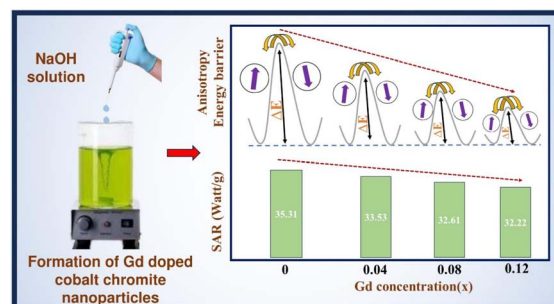 NaOH
solution
Formation of Gd doped
cobalt chromite
nanoparticles
Anisotropy
Energy barrier
ΔE
ΔE
ΔE
ΔE
SAR (Watt/g)
35.31
33.53
32.61
32.22
0
0.04
0.08
0.12
Gd concentration(x)